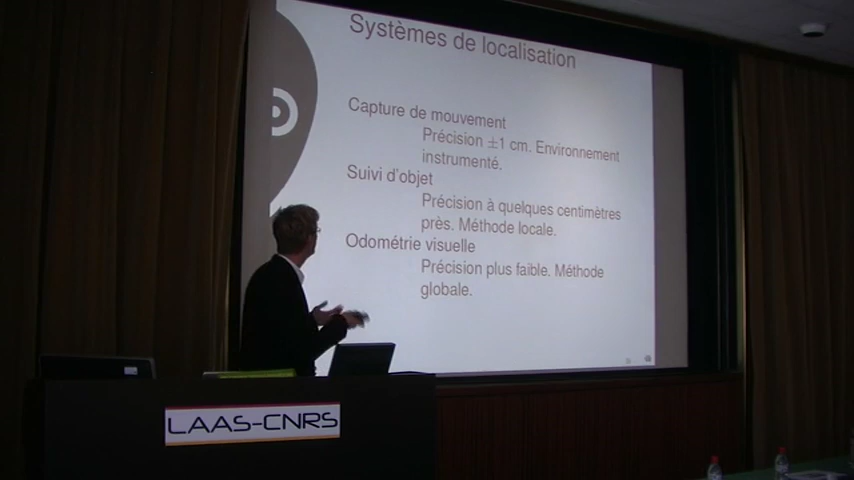 Systèmes de localisation
Capture de mouvement
Précision ±1 cm. Environnement
instrumenté.
Suivi d'objet
Précision à quelques centimètres
près. Méthode locale.
Odométrie visuelle
Précision plus faible. Méthode
globale.
LAAS-CNRS